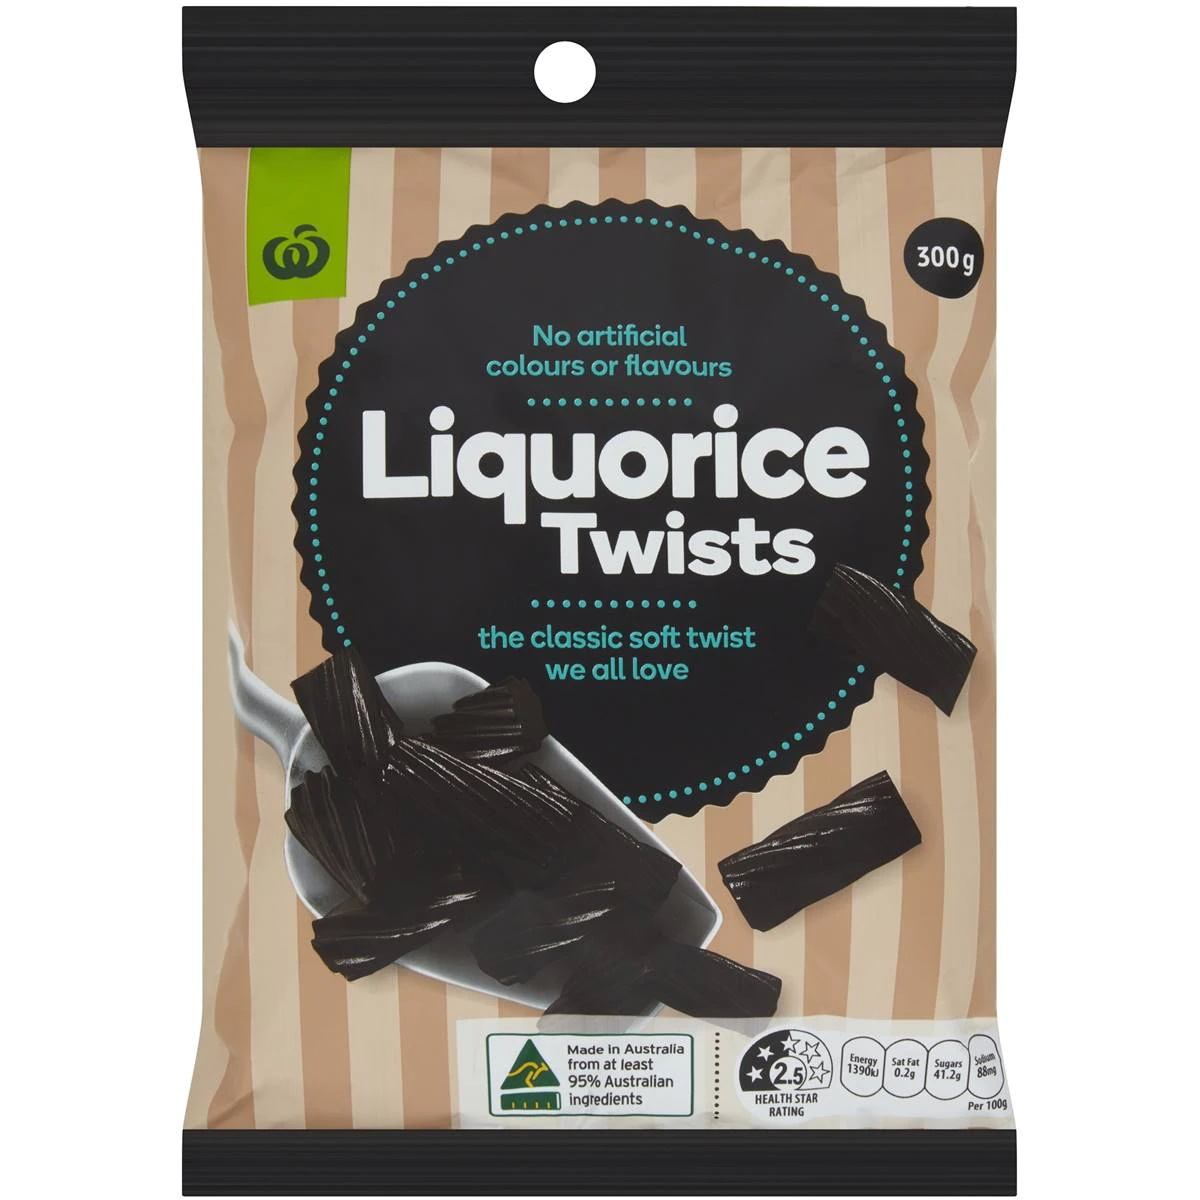 300g
No artificial
colours or flavours
Liquorice
Twists
the classic soft twist
we all love
Made in Australia
from at least
95% Australian
ingredients
2.5
HEALTH STAR
RATING
Energy
1390kJ
Sat Fat
0.2g
Sugars
41.2g
Sodium
88mg
Per 100g